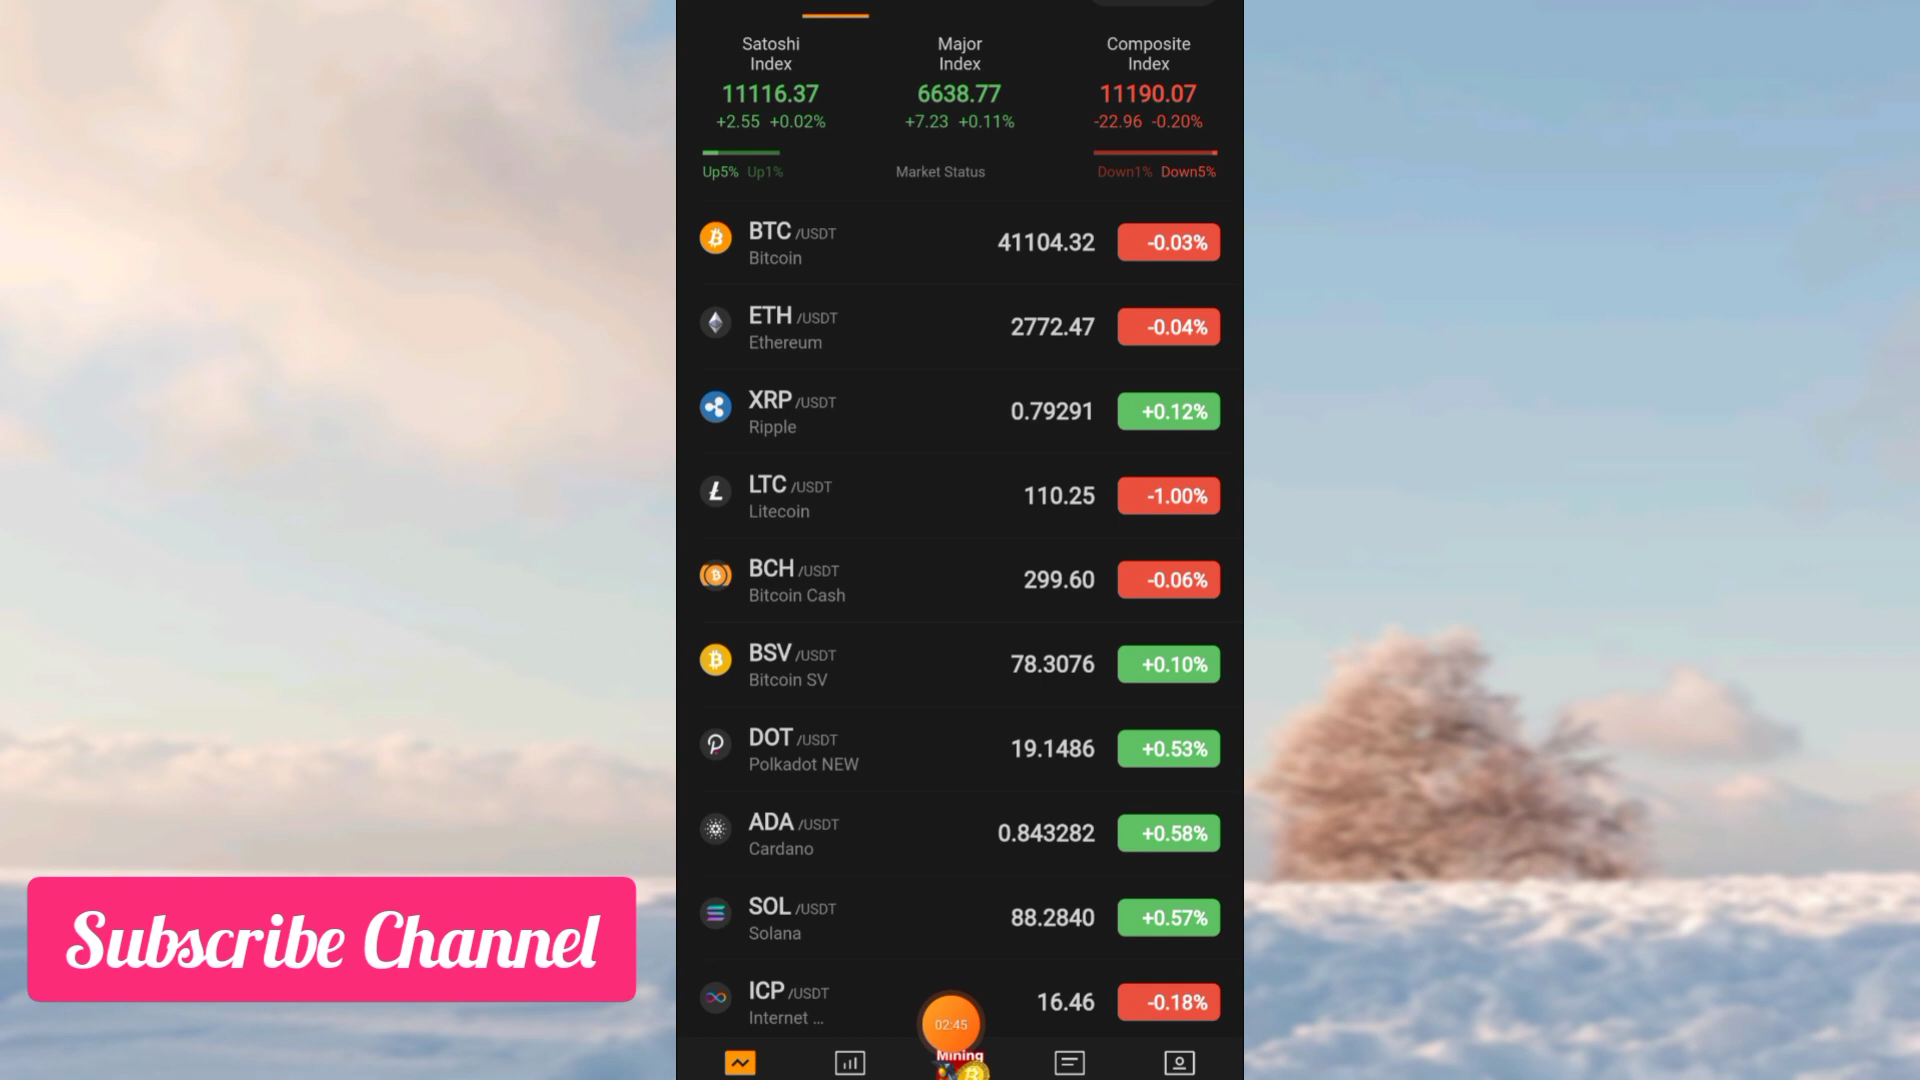 Satoshi Index
Major Index
Composite Index
11116.37
6638.77
11190.07
+2.55 +0.02%
+7.23 +0.11%
-22.96 -0.20%
Up5% Up1%
Market Status
Down1% Down5%
BTC /USDT
Bitcoin
41104.32
-0.03%
ETH /USDT
Ethereum
2772.47
-0.04%
XRP /USDT
Ripple
0.79291
+0.12%
LTC /USDT
Litecoin
110.25
-1.00%
BCH /USDT
Bitcoin Cash
299.60
-0.06%
BSV /USDT
Bitcoin SV
78.3076
+0.10%
DOT /USDT
Polkadot NEW
19.1486
+0.53%
ADA /USDT
Cardano
0.843282
+0.58%
SOL /USDT
Solana
88.2840
+0.57%
ICP /USDT
Internet ...
16.46
-0.18%
02:45
Mining
Subscribe Channel